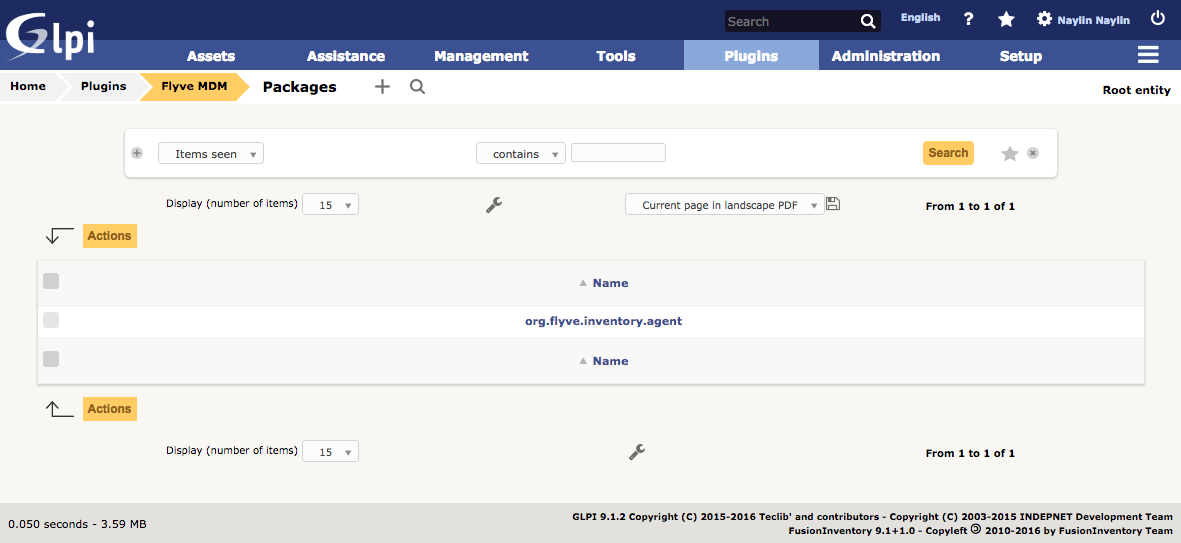 Glpi
Search English ? Naylin Naylin
Assets Assistance Management Tools Plugins Administration Setup
Home Plugins Flyve MDM Packages Root entity
Items seen contains Search
Display (number of items) 15 Current page in landscape PDF From 1 to 1 of 1
Actions
Name
org.flyve.inventory.agent
Name
Actions
Display (number of items) 15 From 1 to 1 of 1
0.050 seconds - 3.59 MB
GLPI 9.1.2 Copyright (C) 2015-2016 Teclib' and contributors - Copyright (C) 2003-2015 INDEPNET Development Team
FusionInventory 9.1+1.0 - Copyleft 🄯 2010-2016 by FusionInventory Team